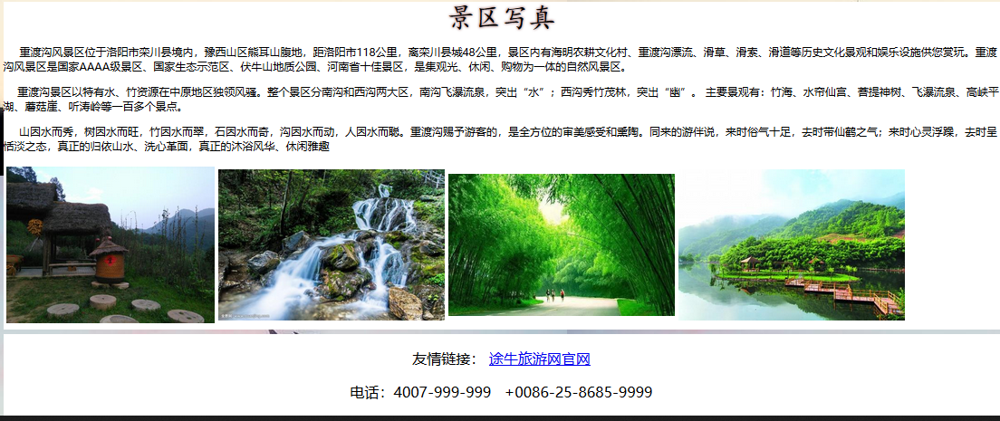 景区写真
重渡沟风景区位于洛阳市栾川县境内，豫西山区熊耳山腹地，距洛阳市118公里，离栾川县城48公里，景区内有海明农耕文化村、重渡沟漂流、滑草、滑索、滑道等历史文化景观和娱乐设施供您赏玩。重渡
沟风景区是国家AAAA级景区、国家生态示范区、伏牛山地质公园、河南省十佳景区，是集观光、休闲、购物为一体的自然风景区。
重渡沟景区以特有水、竹资源在中原地区独领风骚。整个景区分南沟和西沟两大区，南沟飞瀑流泉，突出“水”；西沟秀竹茂林，突出“幽”。 主要景观有：竹海、水帘仙宫、菩提神树、飞瀑流泉、高峡平
湖、蘑菇崖、听涛岭等一百多个景点。
山因水而秀，树因水而旺，竹因水而翠，石因水而奇，沟因水而动，人因水而聪。重渡沟赐予游客的，是全方位的审美感受和熏陶。同来的游伴说，来时俗气十足，去时带仙鹤之气；来时心灵浮躁，去时呈
恬淡之态，真正的归依山水、洗心革面，真正的沐浴风华、休闲雅趣
友情链接： 途牛旅游网官网
电话：4007-999-999 +0086-25-8685-9999